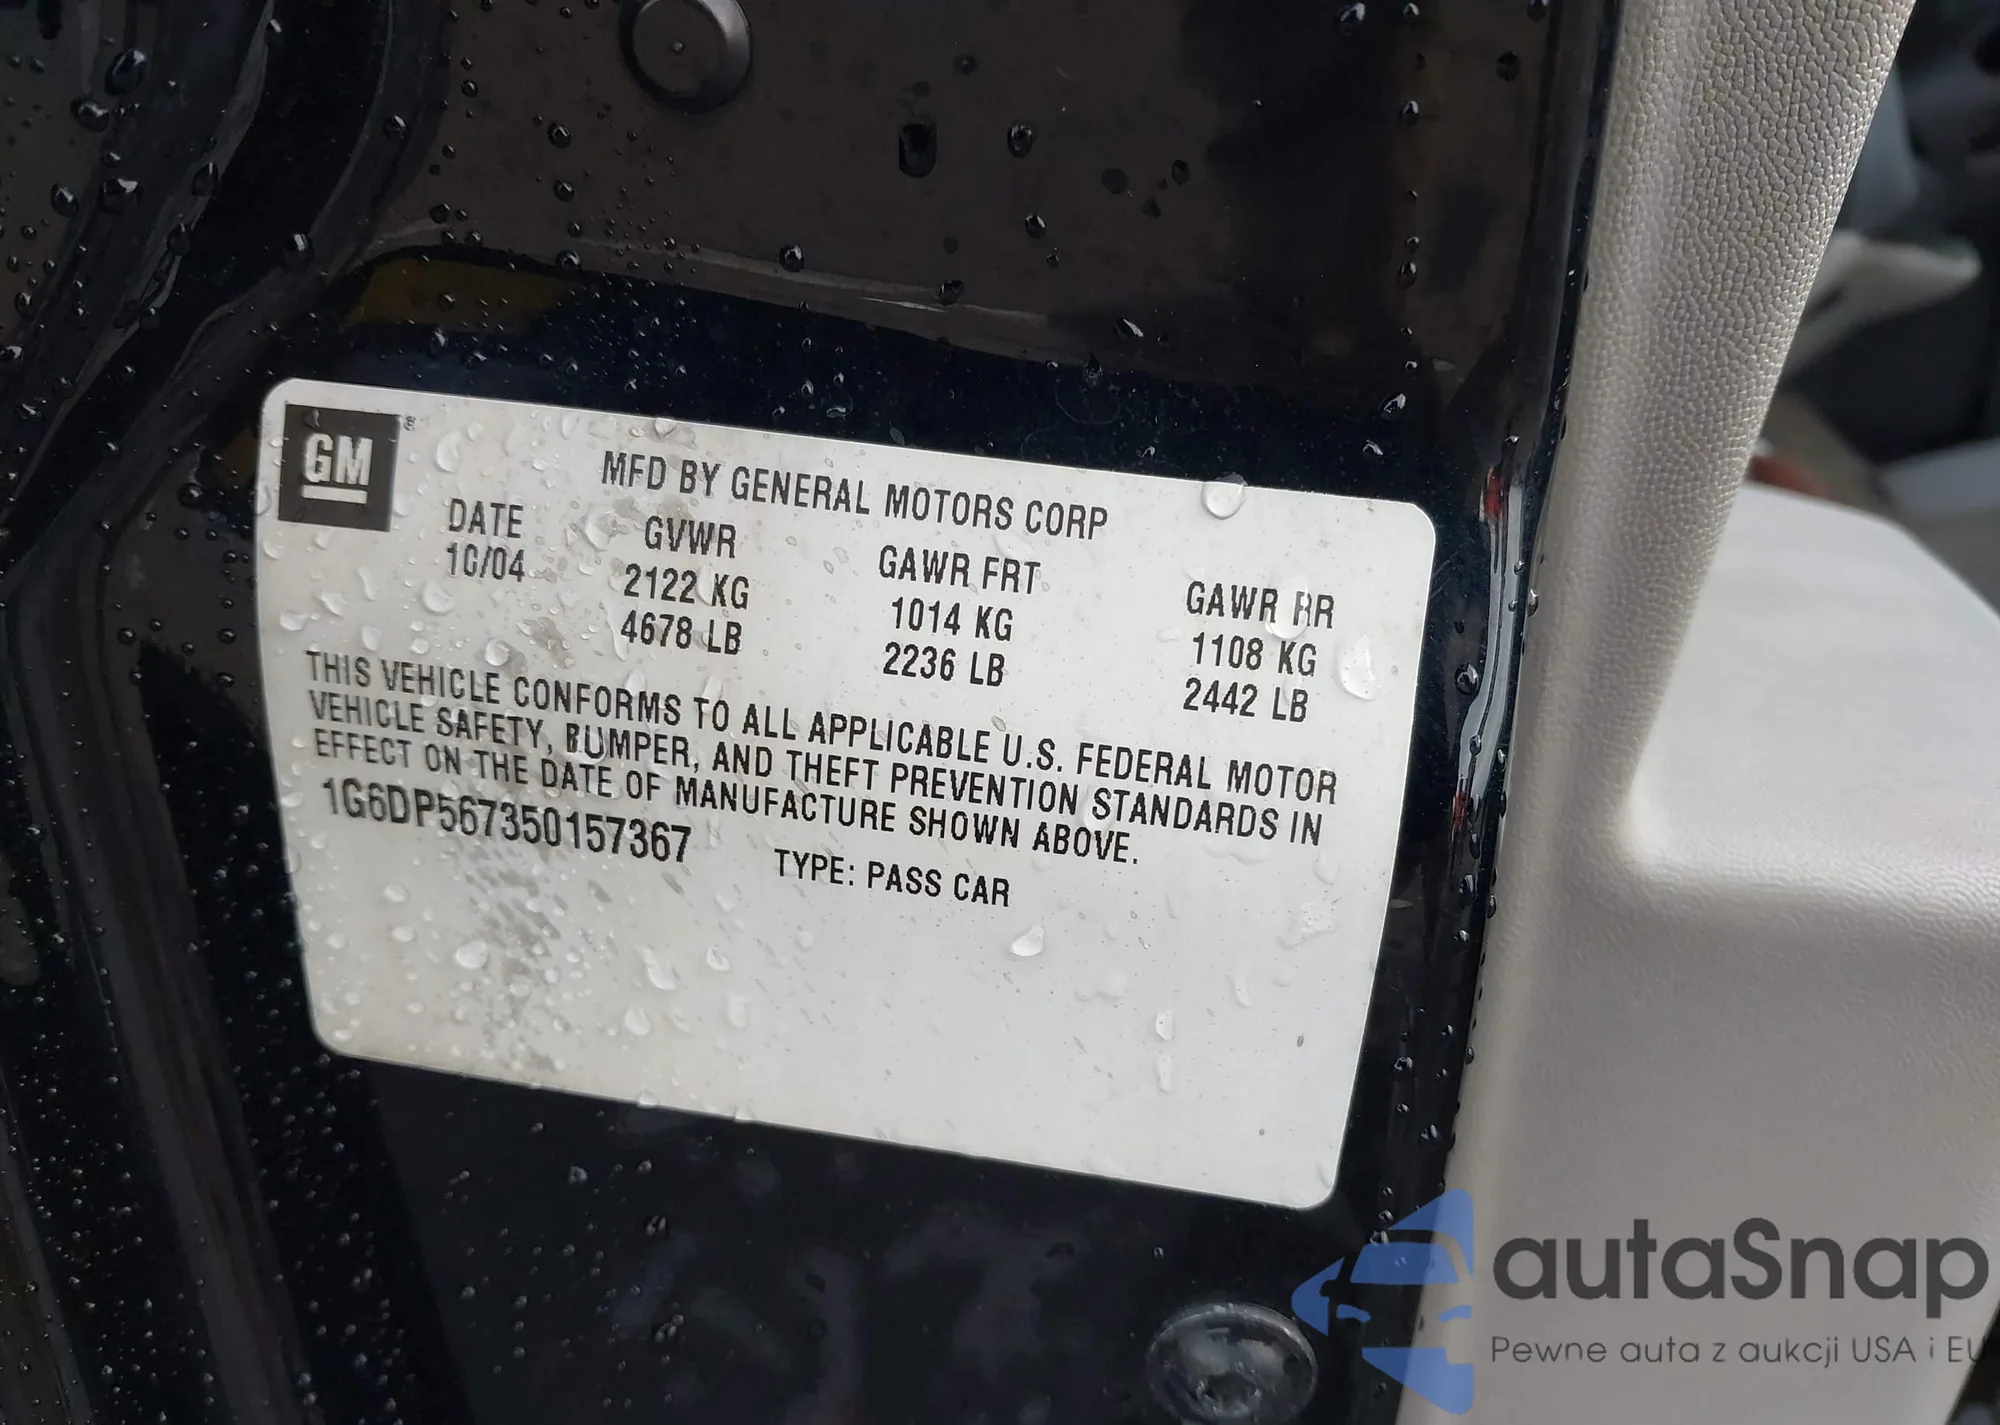 GM
MFD BY GENERAL MOTORS CORP
DATE GVWR GAWR FRT GAWR RR
10/04 2122 KG 1014 KG 1108 KG
4678 LB 2236 LB 2442 LB
THIS VEHICLE CONFORMS TO ALL APPLICABLE U.S. FEDERAL MOTOR
VEHICLE SAFETY, BUMPER, AND THEFT PREVENTION STANDARDS IN
EFFECT ON THE DATE OF MANUFACTURE SHOWN ABOVE.
1G6DP567350157367 TYPE: PASS CAR
autaSnap
Pewne auta z aukcji USA i EU